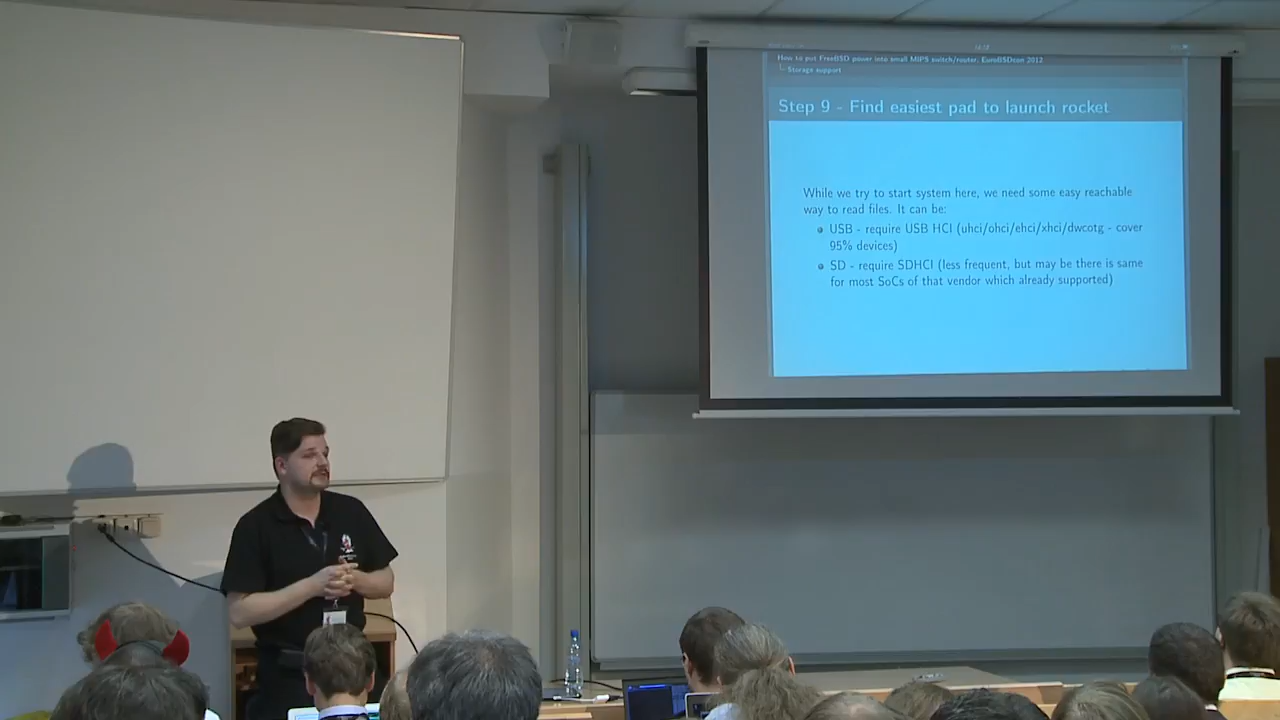 How to put FreeBSD power into small MIPS switch/router, EuroBSDcon 2012
Storage support
Step 9 - Find easiest pad to launch rocket
While we try to start system here, we need some easy reachable
way to read files. It can be:
USB - require USB HCI (uhci/ohci/ehci/xhci/dwcotg - cover
95% devices)
SD - require SDHCI (less frequent, but may be there is same
for most SoCs of that vendor which already supported)